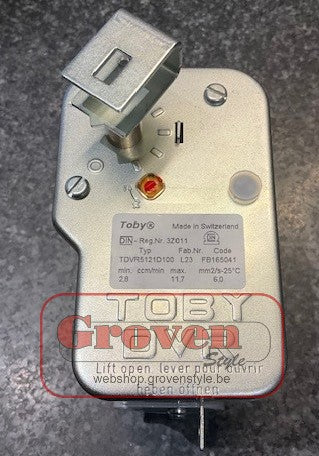 Toby® Made in Switzerland
DIN - Reg.Nr. 3Z011
Typ Fab.Nr. Code
TDVR5121D100 L23 FB165041
min. ccm/min max. mm2/s-25°C
2,8 11,7 6,0
TOBY
Groven
DVR
Style
Lift open lever pour ouvrir
webshop.grovenstyle.be
heben öffnen